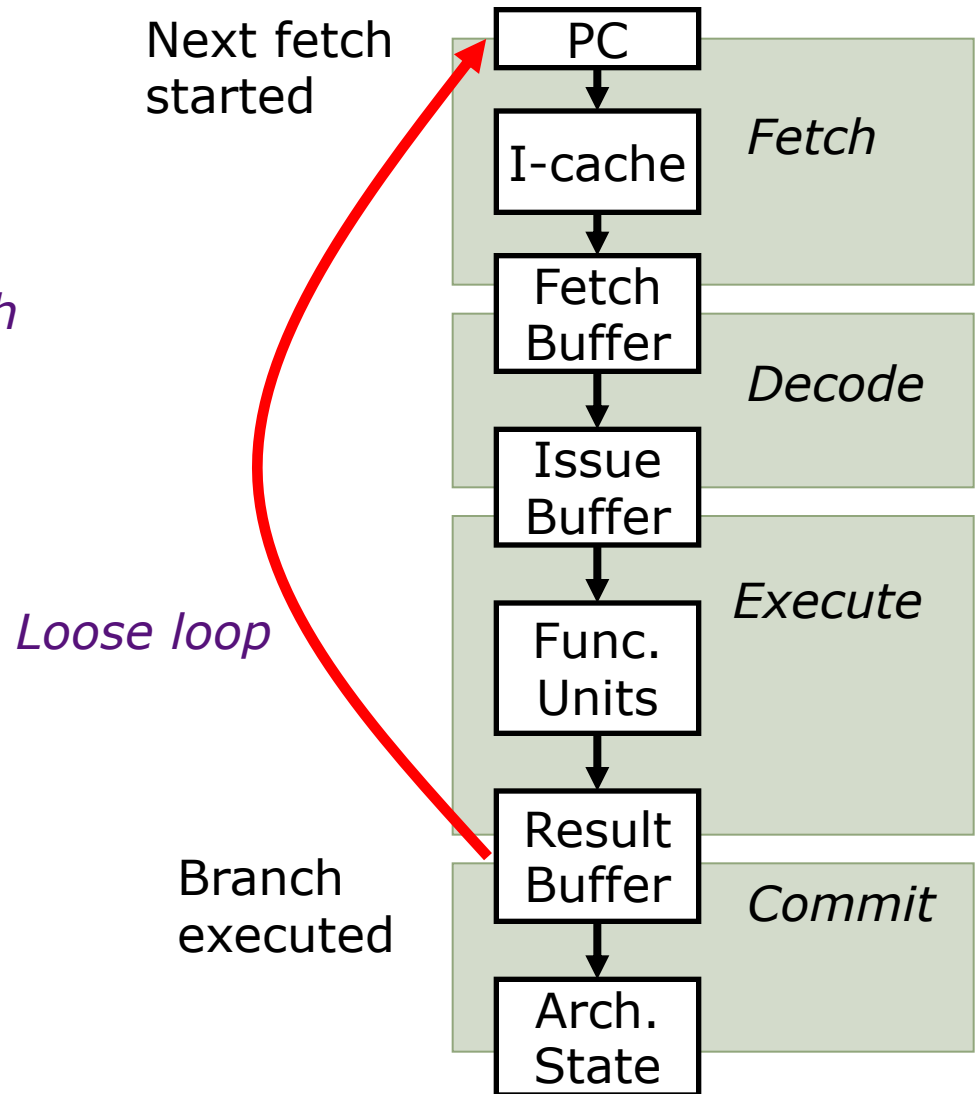 Next fetch
started
PC
Fetch
I-cache
Fetch
Buffer
Decode
Issue
Buffer
Execute
Loose loop
Func.
Units
Result
Buffer
Branch
executed
Commit
Arch.
State